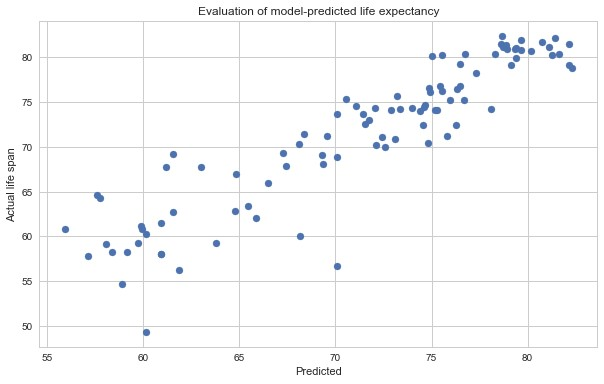 Evaluation of model-predicted life expectancy
Actual life span
80
75
70
65
60
55
50
55 60 65 70 75 80
Predicted